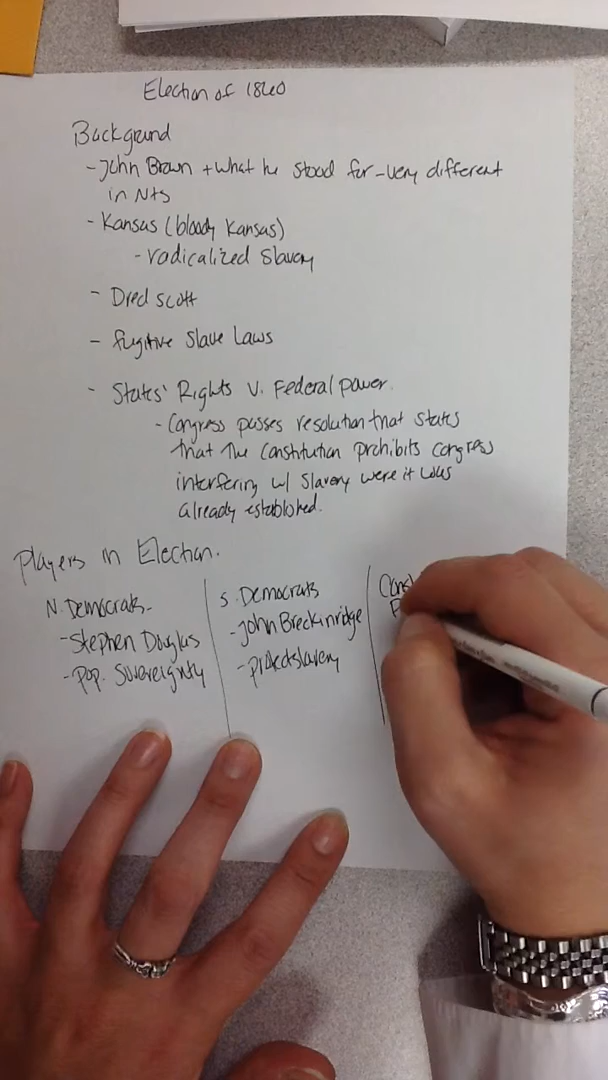 Election of 1860
Background
- John Brown + what he stood for - very different
in N+S
- Kansas (bloody Kansas)
- radicalized slavery
- Dred scott
- fugitive slave Laws
- States' Rights v. Federal power.
- Congress passes resolution that states
that the Constitution prohibits congress
interfering w/ slavery were it was
already established.
Players in Election.
N. Democrats-
- Stephen Douglas
- Pop. Sovereignty
S. Democrats
- John Breckinridge
- protect slavery